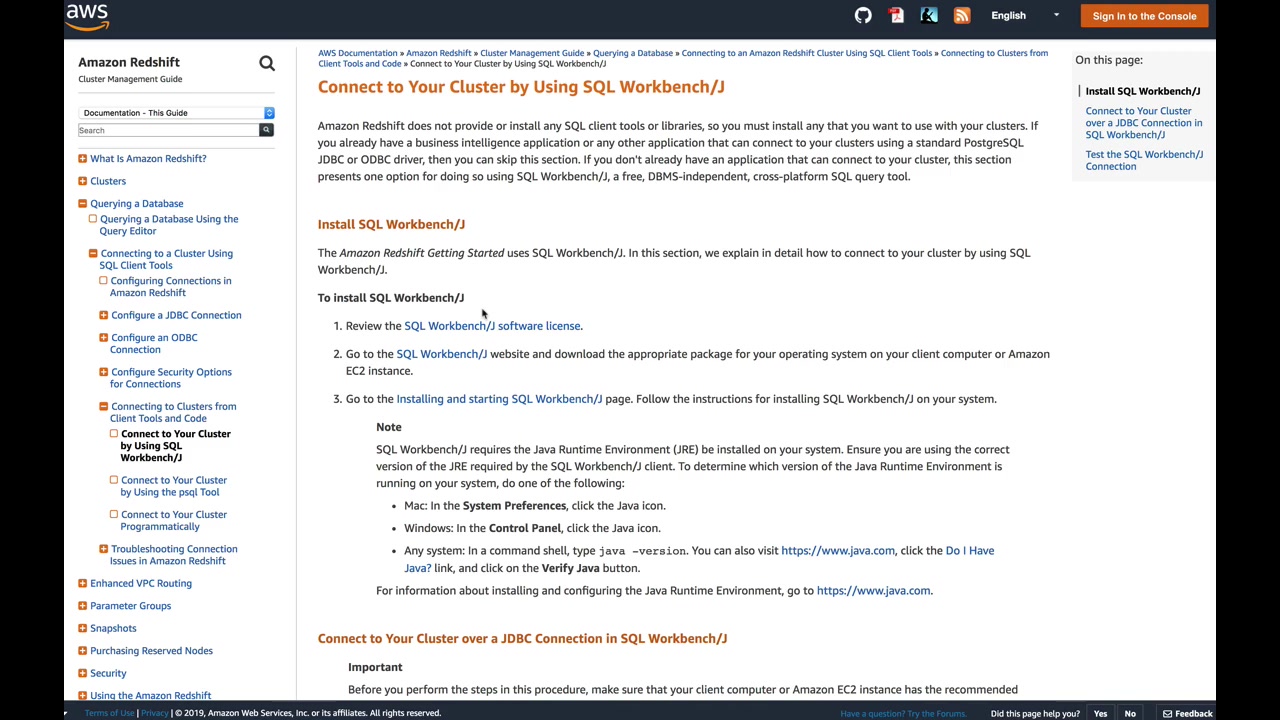 aws
English
Sign In to the Console
Amazon Redshift
Cluster Management Guide
Documentation - This Guide
Search
What Is Amazon Redshift?
Clusters
Querying a Database
Querying a Database Using the
Query Editor
Connecting to a Cluster Using
SQL Client Tools
Configuring Connections in
Amazon Redshift
Configure a JDBC Connection
Configure an ODBC
Connection
Configure Security Options
for Connections
Connecting to Clusters from
Client Tools and Code
Connect to Your Cluster
by Using SQL
Workbench/J
Connect to Your Cluster
by Using the psql Tool
Connect to Your Cluster
Programmatically
Troubleshooting Connection
Issues in Amazon Redshift
Enhanced VPC Routing
Parameter Groups
Snapshots
Purchasing Reserved Nodes
Security
Using the Amazon Redshift
AWS Documentation » Amazon Redshift » Cluster Management Guide » Querying a Database » Connecting to an Amazon Redshift Cluster Using SQL Client Tools » Connecting to Clusters from
Client Tools and Code » Connect to Your Cluster by Using SQL Workbench/J
Connect to Your Cluster by Using SQL Workbench/J
Amazon Redshift does not provide or install any SQL client tools or libraries, so you must install any that you want to use with your clusters. If
you already have a business intelligence application or any other application that can connect to your clusters using a standard PostgreSQL
JDBC or ODBC driver, then you can skip this section. If you don't already have an application that can connect to your cluster, this section
presents one option for doing so using SQL Workbench/J, a free, DBMS-independent, cross-platform SQL query tool.
Install SQL Workbench/J
The Amazon Redshift Getting Started uses SQL Workbench/J. In this section, we explain in detail how to connect to your cluster by using SQL
Workbench/J.
To install SQL Workbench/J
1. Review the SQL Workbench/J software license.
2. Go to the SQL Workbench/J website and download the appropriate package for your operating system on your client computer or Amazon
EC2 instance.
3. Go to the Installing and starting SQL Workbench/J page. Follow the instructions for installing SQL Workbench/J on your system.
Note
SQL Workbench/J requires the Java Runtime Environment (JRE) be installed on your system. Ensure you are using the correct
version of the JRE required by the SQL Workbench/J client. To determine which version of the Java Runtime Environment is
running on your system, do one of the following:
• Mac: In the System Preferences, click the Java icon.
• Windows: In the Control Panel, click the Java icon.
• Any system: In a command shell, type java -version. You can also visit https://www.java.com, click the Do I Have
Java? link, and click on the Verify Java button.
For information about installing and configuring the Java Runtime Environment, go to https://www.java.com.
Connect to Your Cluster over a JDBC Connection in SQL Workbench/J
Important
Before you perform the steps in this procedure, make sure that your client computer or Amazon EC2 instance has the recommended
On this page:
Install SQL Workbench/J
Connect to Your Cluster
over a JDBC Connection in
SQL Workbench/J
Test the SQL Workbench/J
Connection
Terms of Use | Privacy | © 2019, Amazon Web Services, Inc. or its affiliates. All rights reserved.
Have a question? Try the Forums.
Did this page help you?
Yes
No
Feedback